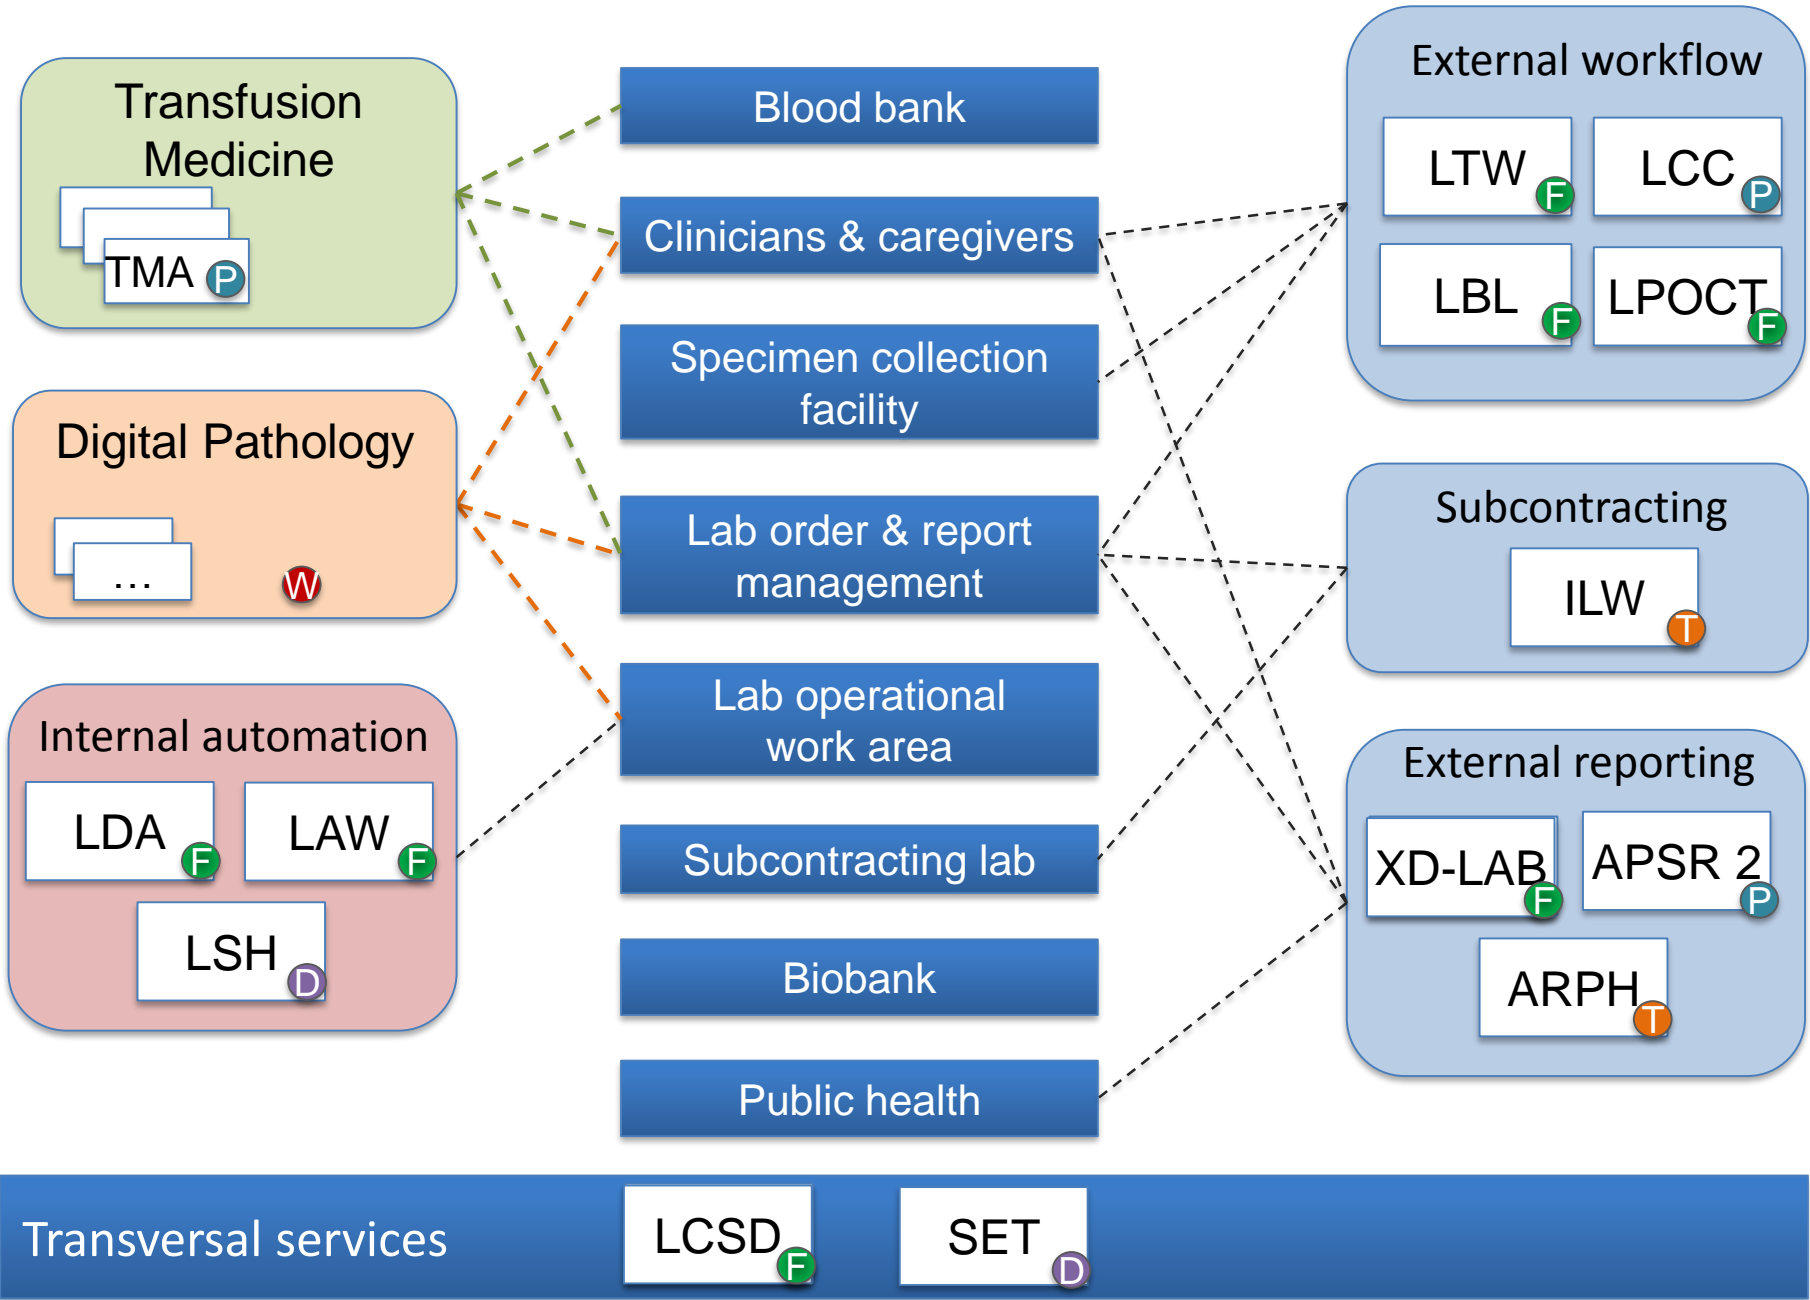 Transfusion
Medicine
TMA P
Digital Pathology
...
W
Internal automation
LDA F
LAW F
LSH D
Blood bank
Clinicians & caregivers
Specimen collection
facility
Lab order & report
management
Lab operational
work area
Subcontracting lab
Biobank
Public health
External workflow
LTW F
LCC P
LBL F
LPOCT F
Subcontracting
ILW T
External reporting
XD-LAB F
APSR 2 P
ARPH T
Transversal services
LCSD F
SET D